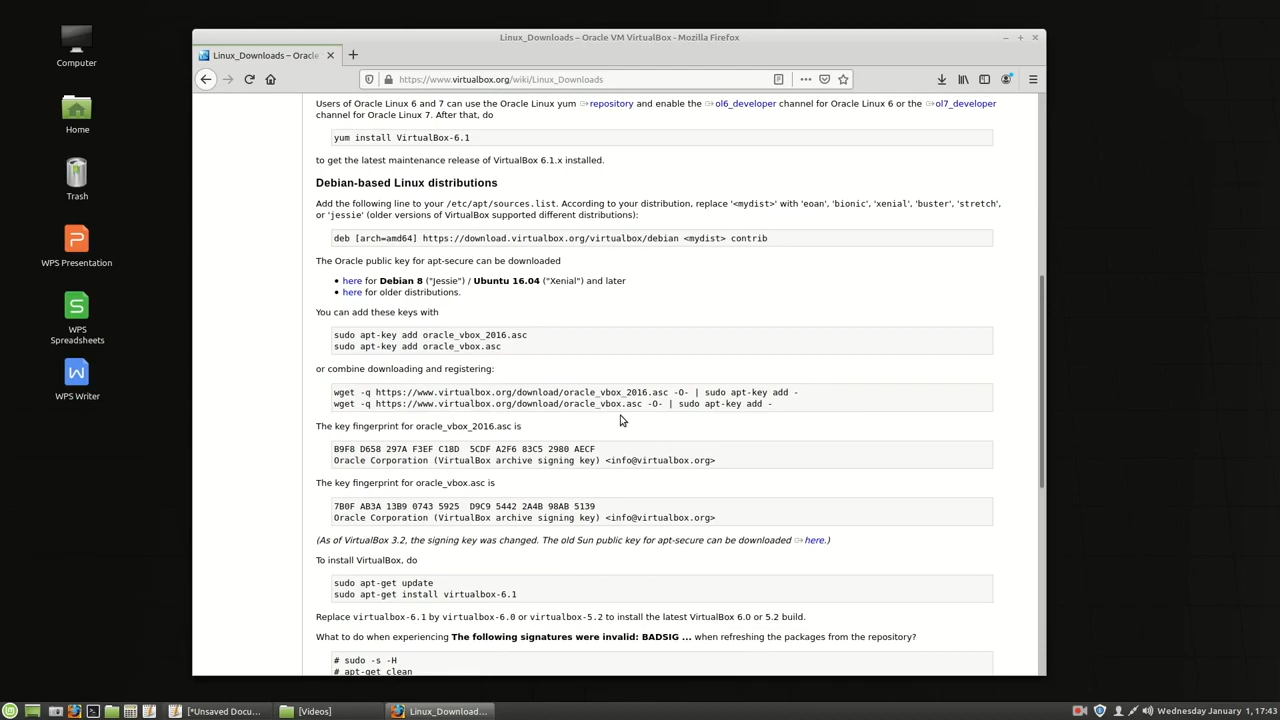 Computer
Home
Trash
WPS Presentation
WPS
Spreadsheets
WPS Writer
Linux_Downloads – Oracle VM VirtualBox - Mozilla Firefox
Linux_Downloads – Oracle
https://www.virtualbox.org/wiki/Linux_Downloads
Users of Oracle Linux 6 and 7 can use the Oracle Linux yum repository and enable the ol6_developer channel for Oracle Linux 6 or the ol7_developer
channel for Oracle Linux 7. After that, do
yum install VirtualBox-6.1
to get the latest maintenance release of VirtualBox 6.1.x installed.
Debian-based Linux distributions
Add the following line to your /etc/apt/sources.list. According to your distribution, replace '<mydist>' with 'eoan', 'bionic', 'xenial', 'buster', 'stretch',
or 'jessie' (older versions of VirtualBox supported different distributions):
deb [arch=amd64] https://download.virtualbox.org/virtualbox/debian <mydist> contrib
The Oracle public key for apt-secure can be downloaded
• here for Debian 8 ("Jessie") / Ubuntu 16.04 ("Xenial") and later
• here for older distributions.
You can add these keys with
sudo apt-key add oracle_vbox_2016.asc
sudo apt-key add oracle_vbox.asc
or combine downloading and registering:
wget -q https://www.virtualbox.org/download/oracle_vbox_2016.asc -O- | sudo apt-key add -
wget -q https://www.virtualbox.org/download/oracle_vbox.asc -O- | sudo apt-key add -
The key fingerprint for oracle_vbox_2016.asc is
B9F8 D658 297A F3EF C18D  5CDF A2F6 83C5 2980 AECF
Oracle Corporation (VirtualBox archive signing key) <info@virtualbox.org>
The key fingerprint for oracle_vbox.asc is
7B0F AB3A 13B9 0743 5925  D9C9 5442 2A4B 98AB 5139
Oracle Corporation (VirtualBox archive signing key) <info@virtualbox.org>
(As of VirtualBox 3.2, the signing key was changed. The old Sun public key for apt-secure can be downloaded here.)
To install VirtualBox, do
sudo apt-get update
sudo apt-get install virtualbox-6.1
Replace virtualbox-6.1 by virtualbox-6.0 or virtualbox-5.2 to install the latest VirtualBox 6.0 or 5.2 build.
What to do when experiencing The following signatures were invalid: BADSIG ... when refreshing the packages from the repository?
# sudo -s -H
# apt-get clean
[*Unsaved Docu...
[Videos]
Linux_Download...
Wednesday January 1, 17:43